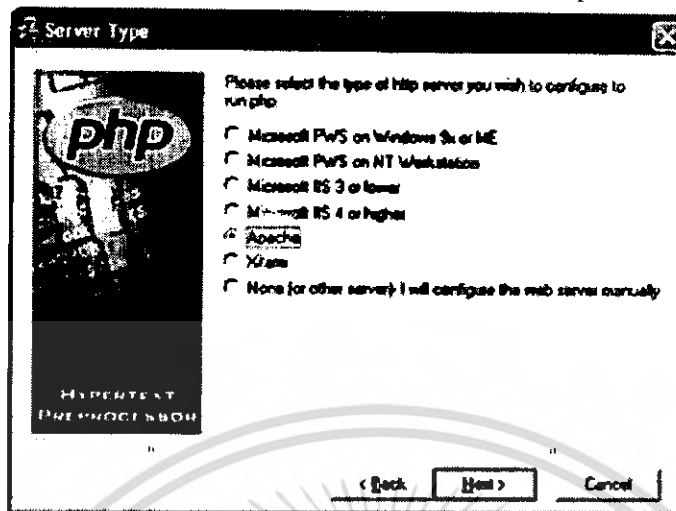 Server Type
php
Please select the type of http server you wish to configure to
run php
Microsoft PWS on Windows 9x or ME
Microsoft PWS on NT Workstation
Microsoft IIS 3 or lower
Microsoft IIS 4 or higher
Apache
Xitami
None (or other server) I will configure the web server manually
HYPERTEXT
PREPROCESSOR
< Back
Next >
Cancel